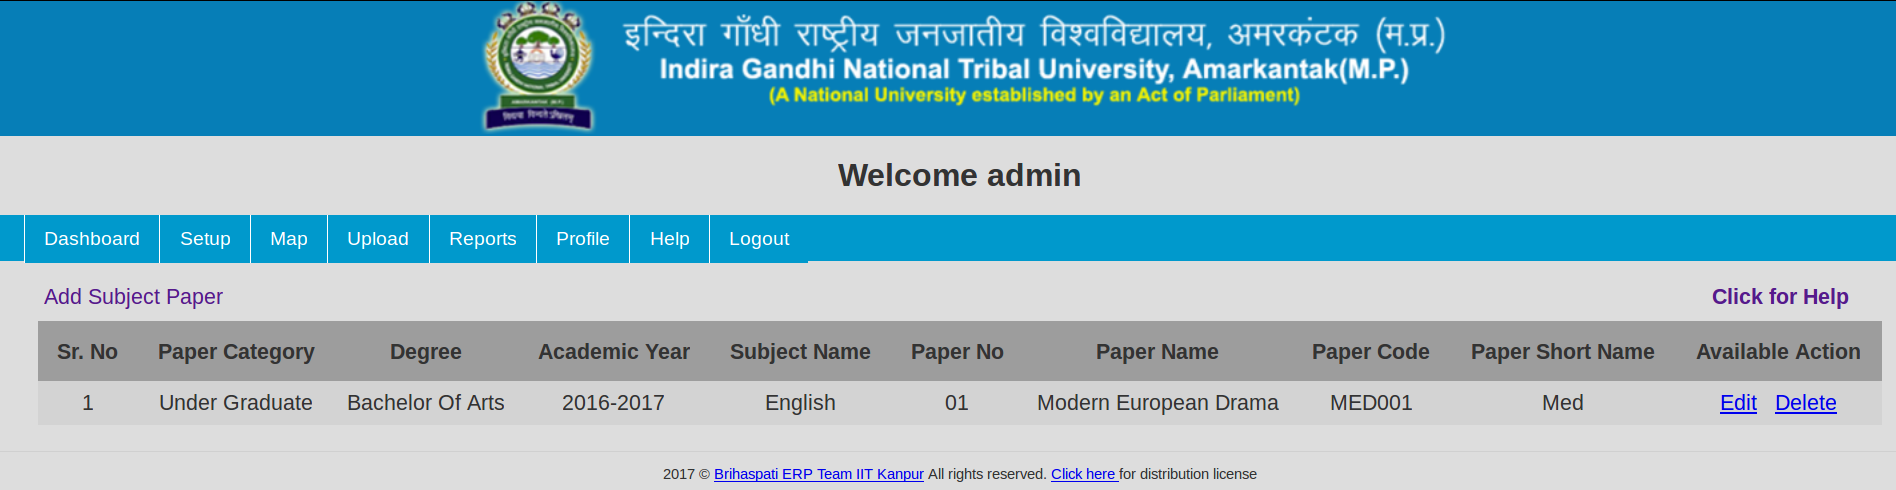 इन्दिरा गाँधी राष्ट्रीय जनजातीय विश्वविद्यालय, अमरकंटक (म.प्र.)
Indira Gandhi National Tribal University, Amarkantak(M.P.)
(A National University established by an Act of Parliament)
AMARKANTAK (M.P.)
Welcome admin
Dashboard Setup Map Upload Reports Profile Help Logout
Add Subject Paper Click for Help
Sr. No Paper Category Degree Academic Year Subject Name Paper No Paper Name Paper Code Paper Short Name Available Action
1 Under Graduate Bachelor Of Arts 2016-2017 English 01 Modern European Drama MED001 Med Edit Delete
2017 © Brihaspati ERP Team IIT Kanpur All rights reserved. Click here for distribution license